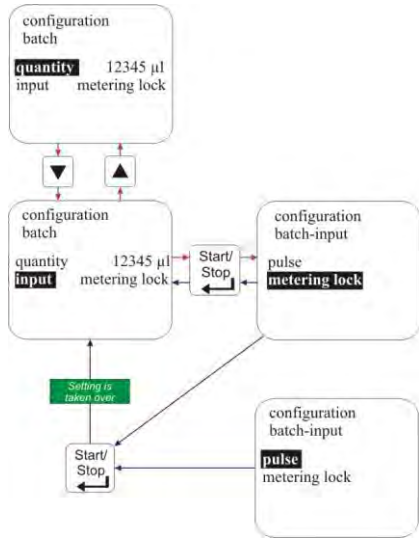 configuration
batch
quantity 12345 µl
input metering lock
configuration
batch
quantity 12345 µl
input metering lock
Start/
Stop
configuration
batch-input
pulse
metering lock
Setting is
taken over
Start/
Stop
configuration
batch-input
pulse
metering lock